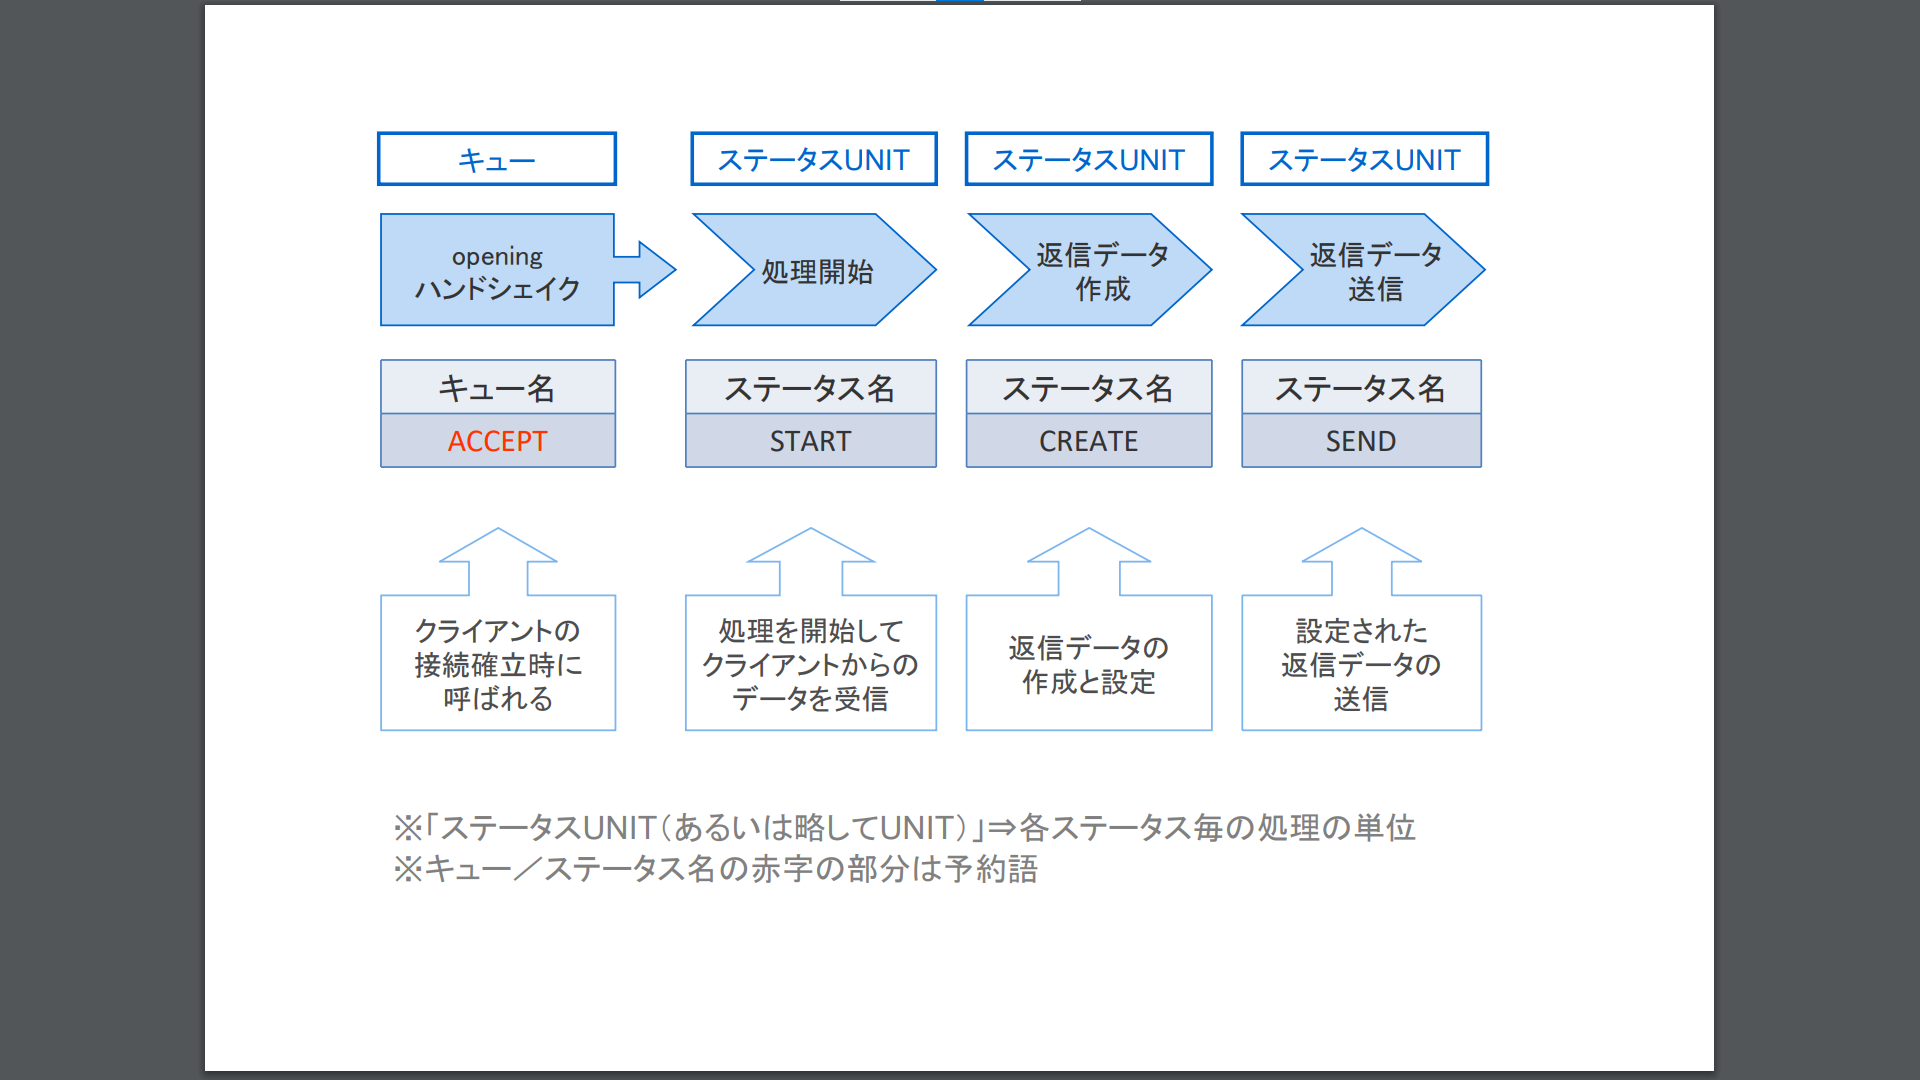 キュー
ステータスUNIT
ステータスUNIT
ステータスUNIT
opening
ハンドシェイク
処理開始
返信データ
作成
返信データ
送信
キュー名
ステータス名
ステータス名
ステータス名
ACCEPT
START
CREATE
SEND
クライアントの
接続確立時に
呼ばれる
処理を開始して
クライアントからの
データを受信
返信データの
作成と設定
設定された
返信データの
送信
※「ステータスUNIT（あるいは略してUNIT）」⇒各ステータス毎の処理の単位
※キュー／ステータス名の赤字の部分は予約語